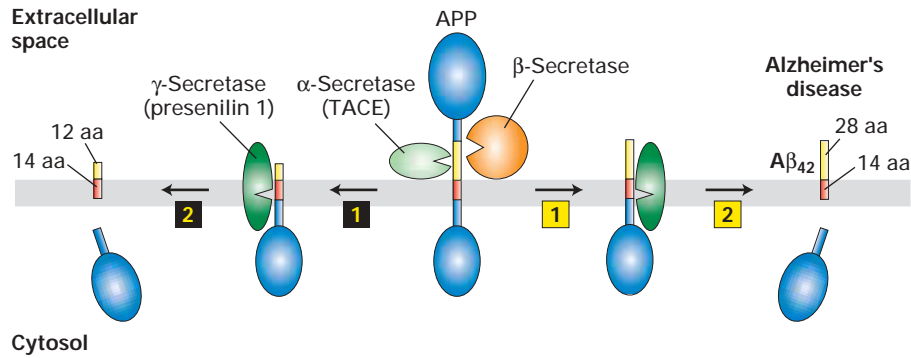 Extracellular
space
APP
γ-Secretase
(presenilin 1)
α-Secretase
(TACE)
β-Secretase
Alzheimer's
disease
12 aa
14 aa
28 aa
Aβ42
14 aa
2
1
1
2
Cytosol